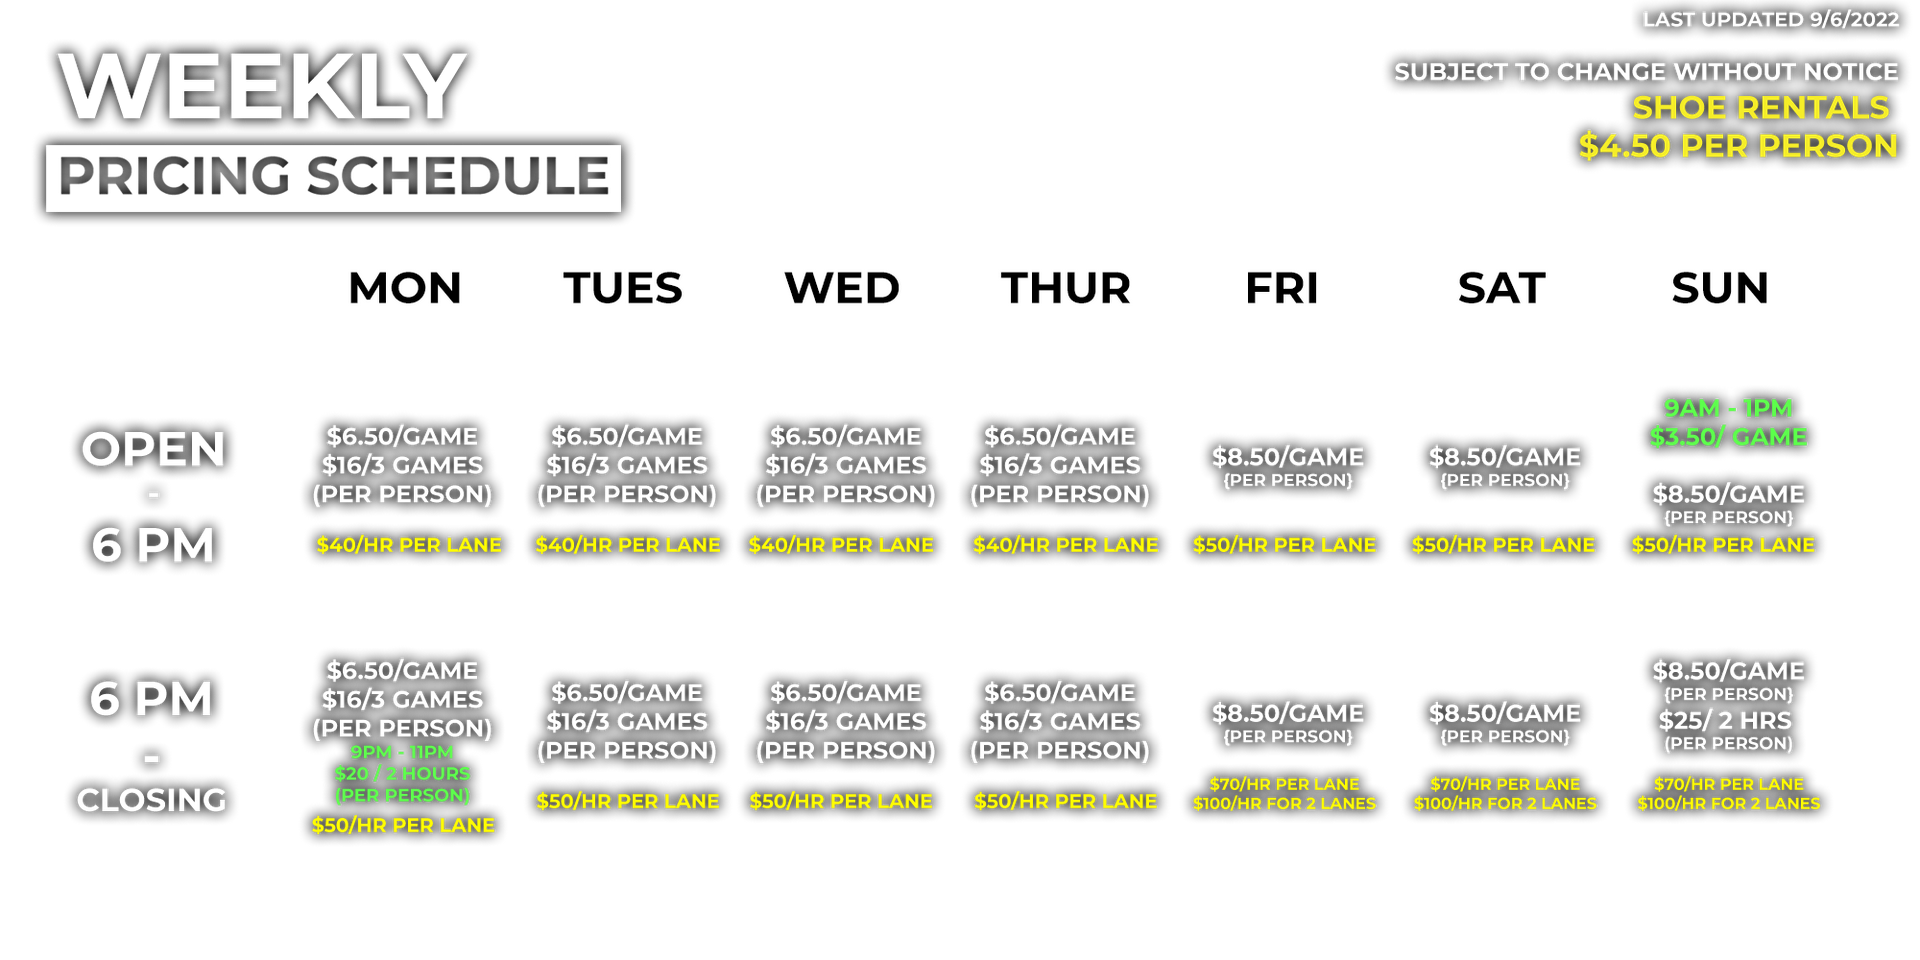 LAST UPDATED 9/6/2022
WEEKLY
PRICING SCHEDULE
SUBJECT TO CHANGE WITHOUT NOTICE
SHOE RENTALS
$4.50 PER PERSON
MON TUES WED THUR FRI SAT SUN
OPEN
-
6 PM
$6.50/GAME
$16/3 GAMES
(PER PERSON)
$40/HR PER LANE
$6.50/GAME
$16/3 GAMES
(PER PERSON)
$40/HR PER LANE
$6.50/GAME
$16/3 GAMES
(PER PERSON)
$40/HR PER LANE
$6.50/GAME
$16/3 GAMES
(PER PERSON)
$40/HR PER LANE
$8.50/GAME
{PER PERSON}
$50/HR PER LANE
$8.50/GAME
{PER PERSON}
$50/HR PER LANE
9AM - 1PM
$3.50/ GAME
$8.50/GAME
{PER PERSON}
$50/HR PER LANE
6 PM
-
CLOSING
$6.50/GAME
$16/3 GAMES
(PER PERSON)
9PM - 11PM
$20 / 2 HOURS
(PER PERSON)
$50/HR PER LANE
$6.50/GAME
$16/3 GAMES
(PER PERSON)
$50/HR PER LANE
$6.50/GAME
$16/3 GAMES
(PER PERSON)
$50/HR PER LANE
$6.50/GAME
$16/3 GAMES
(PER PERSON)
$50/HR PER LANE
$8.50/GAME
{PER PERSON}
$70/HR PER LANE
$100/HR FOR 2 LANES
$8.50/GAME
{PER PERSON}
$70/HR PER LANE
$100/HR FOR 2 LANES
$8.50/GAME
{PER PERSON}
$25/ 2 HRS
(PER PERSON)
$70/HR PER LANE
$100/HR FOR 2 LANES